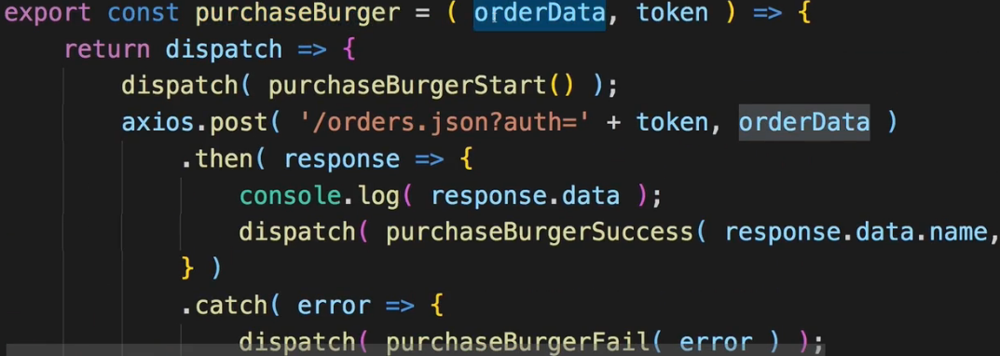 export const purchaseBurger = ( orderData, token ) => {
return dispatch => {
dispatch( purchaseBurgerStart() );
axios.post( '/orders.json?auth=' + token, orderData )
.then( response => {
console.log( response.data );
dispatch( purchaseBurgerSuccess( response.data.name,
} )
.catch( error => {
dispatch( purchaseBurgerFail( error ) );